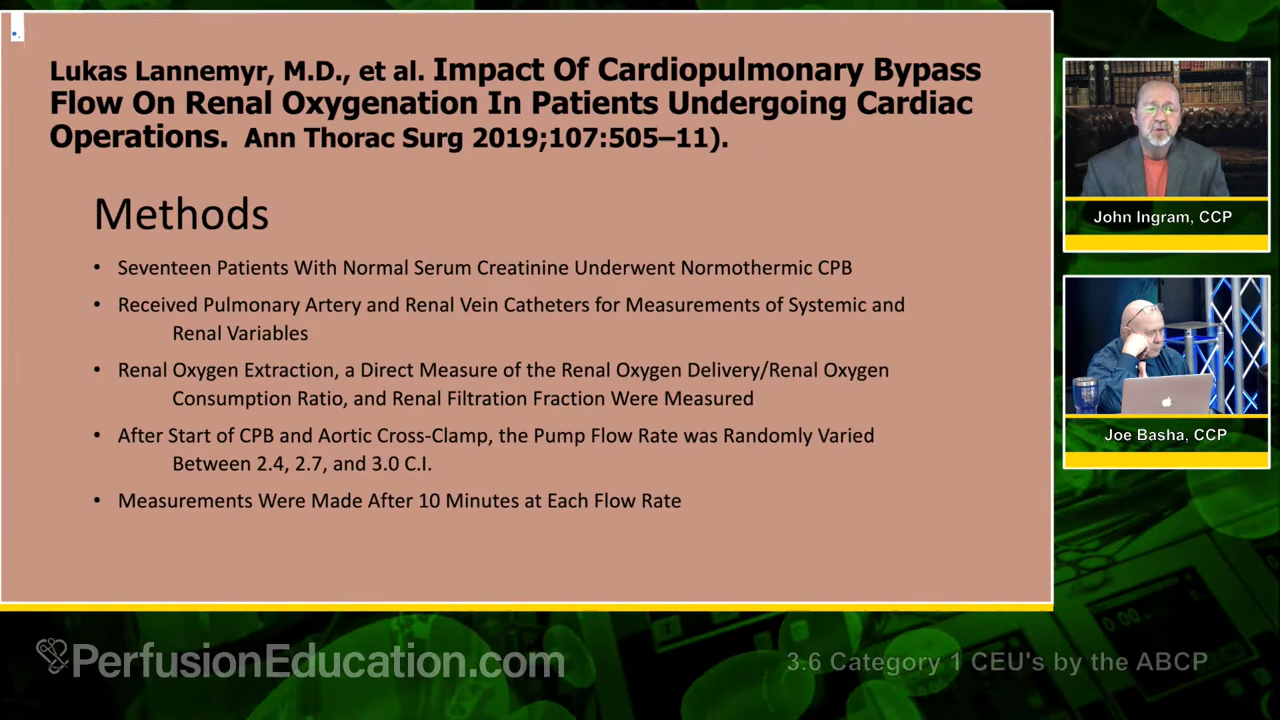 Lukas Lannemyr, M.D., et al. Impact Of Cardiopulmonary Bypass
Flow On Renal Oxygenation In Patients Undergoing Cardiac
Operations. Ann Thorac Surg 2019;107:505–11).
Methods
• Seventeen Patients With Normal Serum Creatinine Underwent Normothermic CPB
• Received Pulmonary Artery and Renal Vein Catheters for Measurements of Systemic and
Renal Variables
• Renal Oxygen Extraction, a Direct Measure of the Renal Oxygen Delivery/Renal Oxygen
Consumption Ratio, and Renal Filtration Fraction Were Measured
• After Start of CPB and Aortic Cross-Clamp, the Pump Flow Rate was Randomly Varied
Between 2.4, 2.7, and 3.0 C.I.
• Measurements Were Made After 10 Minutes at Each Flow Rate
John Ingram, CCP
Joe Basha, CCP
PerfusionEducation.com
3.6 Category 1 CEU's by the ABCP